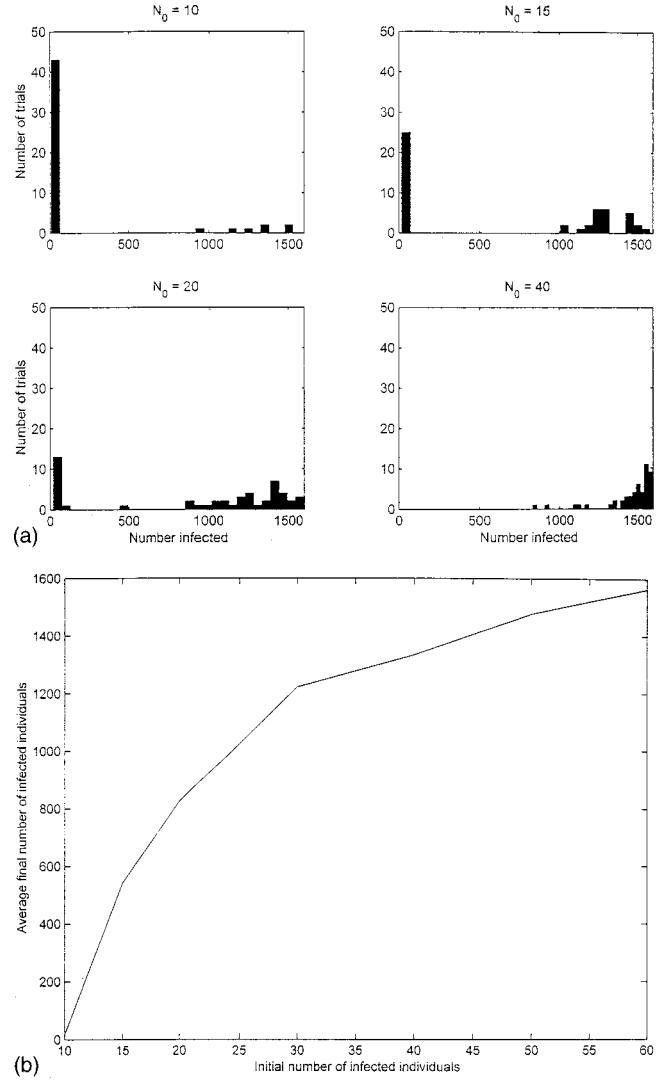 N0 = 10
N0 = 15
50
40
30
20
10
0
Number of trials
0 500 1000 1500
50
40
30
20
10
0
0 500 1000 1500
N0 = 20
N0 = 40
50
40
30
20
10
0
Number of trials
0 500 1000 1500
Number infected
50
40
30
20
10
0
0 500 1000 1500
Number infected
(a)
1600
1400
1200
1000
800
600
400
200
0
Average final number of infected individuals
10 15 20 25 30 35 40 45 50 55 60
Initial number of infected individuals
(b)